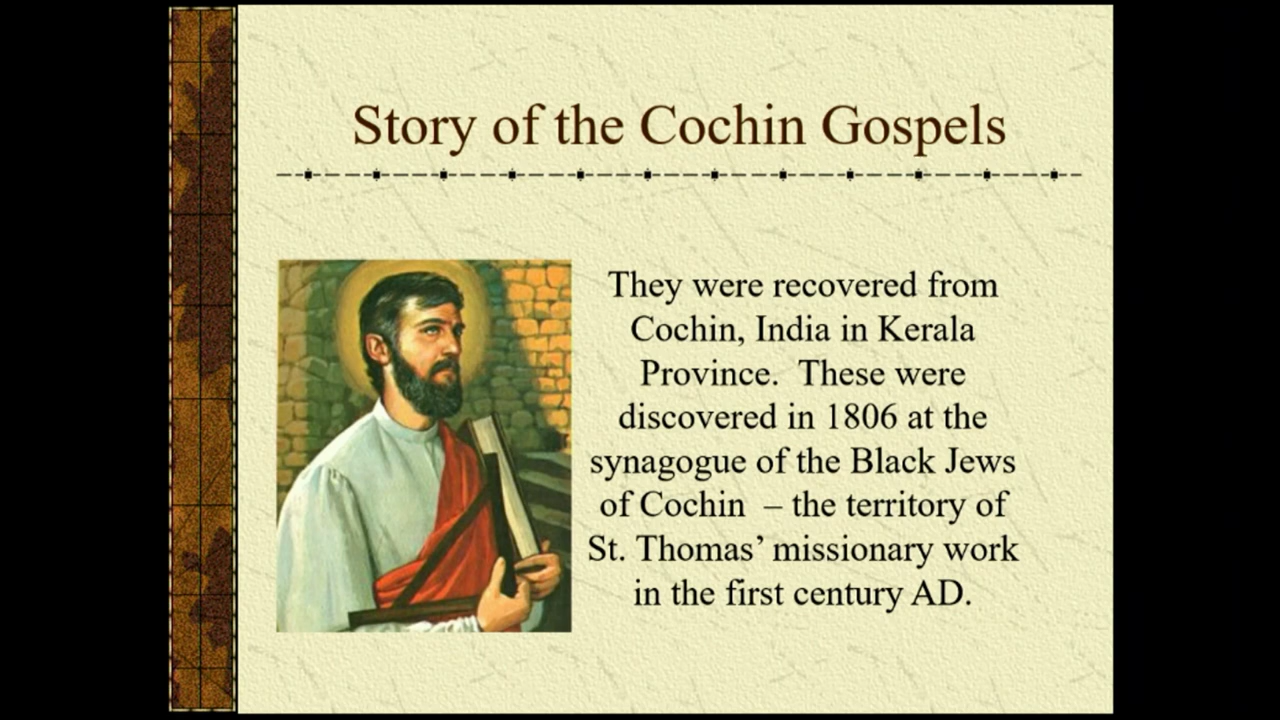 Story of the Cochin Gospels
They were recovered from
Cochin, India in Kerala
Province.  These were
discovered in 1806 at the
synagogue of the Black Jews
of Cochin  – the territory of
St. Thomas’ missionary work
in the first century AD.